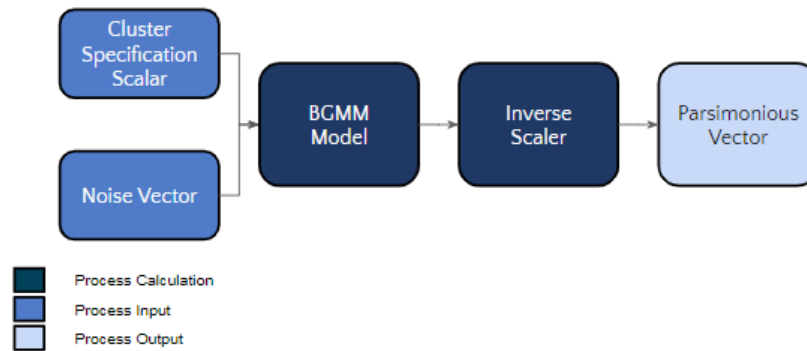 Cluster
Specification
Scalar
BGMM
Model
Inverse
Scaler
Parsimonious
Vector
Noise Vector
Process Calculation
Process Input
Process Output